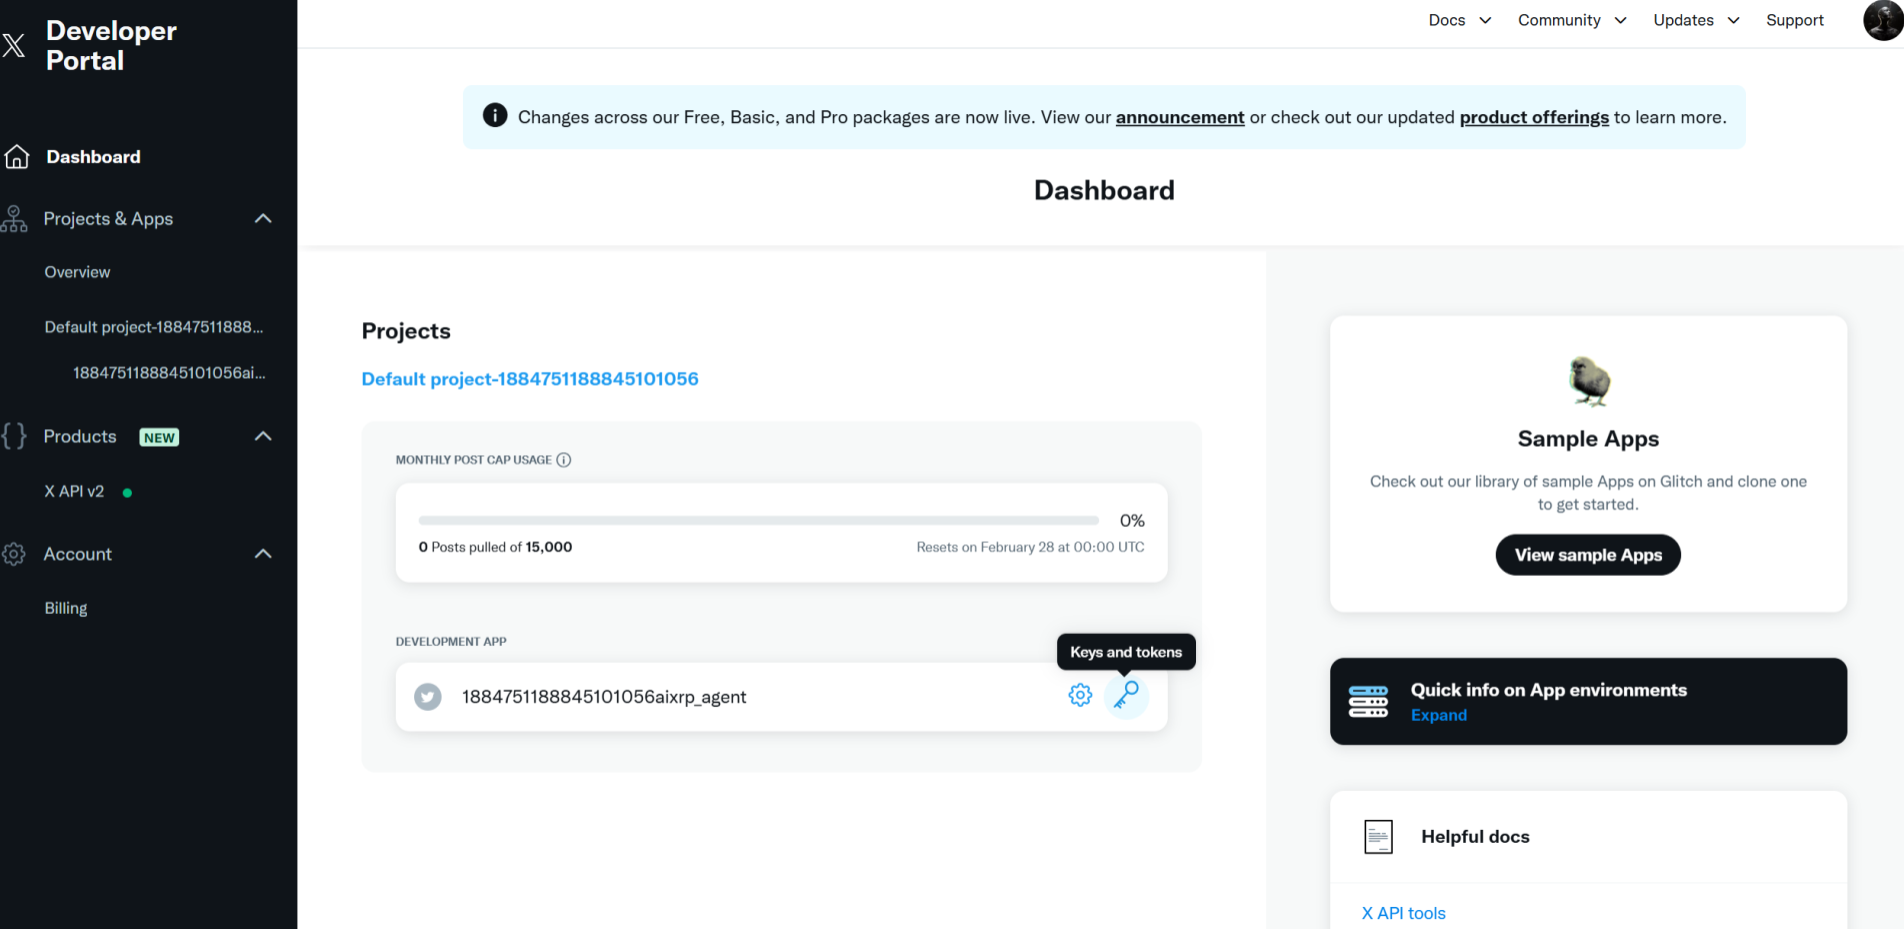 Developer
Portal
Docs
Community
Updates
Support
Changes across our Free, Basic, and Pro packages are now live. View our announcement or check out our updated product offerings to learn more.
Dashboard
Dashboard
Projects & Apps
Overview
Default project-18847511888...
1884751188845101056ai...
Products NEW
X API v2
Account
Billing
Projects
Default project-1884751188845101056
MONTHLY POST CAP USAGE
0%
0 Posts pulled of 15,000
Resets on February 28 at 00:00 UTC
DEVELOPMENT APP
Keys and tokens
1884751188845101056aixrp_agent
Sample Apps
Check out our library of sample Apps on Glitch and clone one
to get started.
View sample Apps
Quick info on App environments
Expand
Helpful docs
X API tools